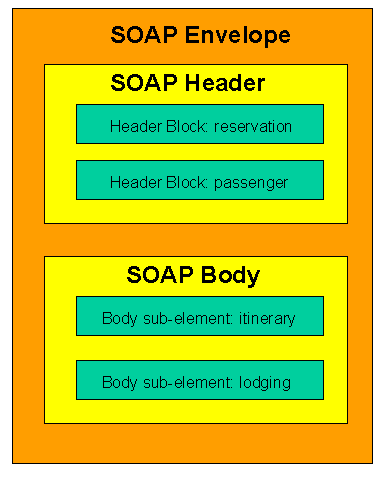 SOAP Envelope
SOAP Header
Header Block: reservation
Header Block: passenger
SOAP Body
Body sub-element: itinerary
Body sub-element: lodging